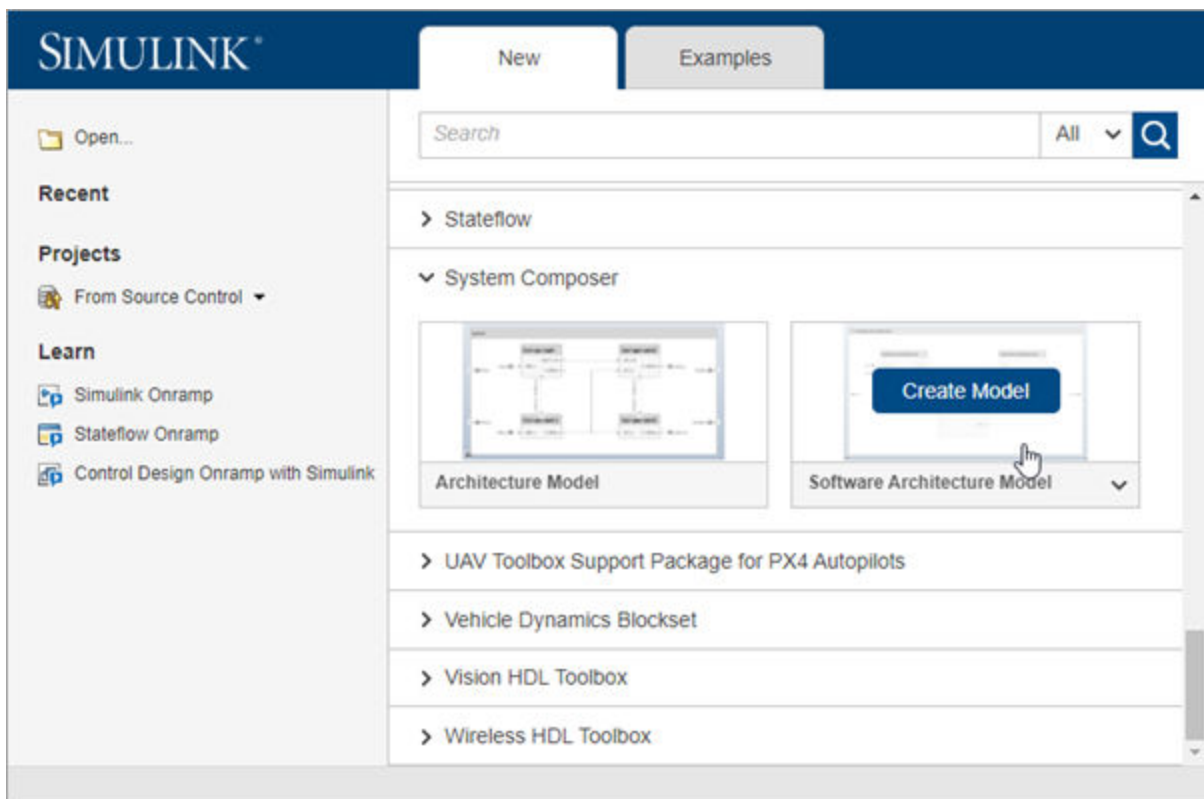 SIMULINK®
New
Examples
Open...
Recent
Projects
From Source Control
Learn
Simulink Onramp
Stateflow Onramp
Control Design Onramp with Simulink
Search
All
Stateflow
System Composer
Architecture Model
Create Model
Software Architecture Model
UAV Toolbox Support Package for PX4 Autopilots
Vehicle Dynamics Blockset
Vision HDL Toolbox
Wireless HDL Toolbox